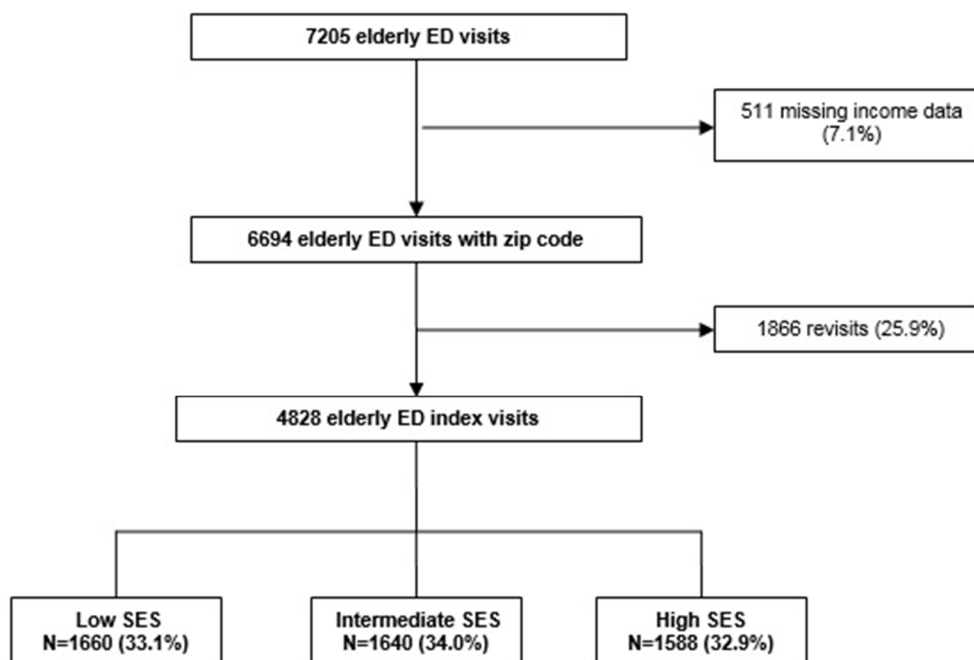 7205 elderly ED visits
511 missing income data
(7.1%)
6694 elderly ED visits with zip code
1866 revisits (25.9%)
4828 elderly ED index visits
Low SES
N=1660 (33.1%)
Intermediate SES
N=1640 (34.0%)
High SES
N=1588 (32.9%)